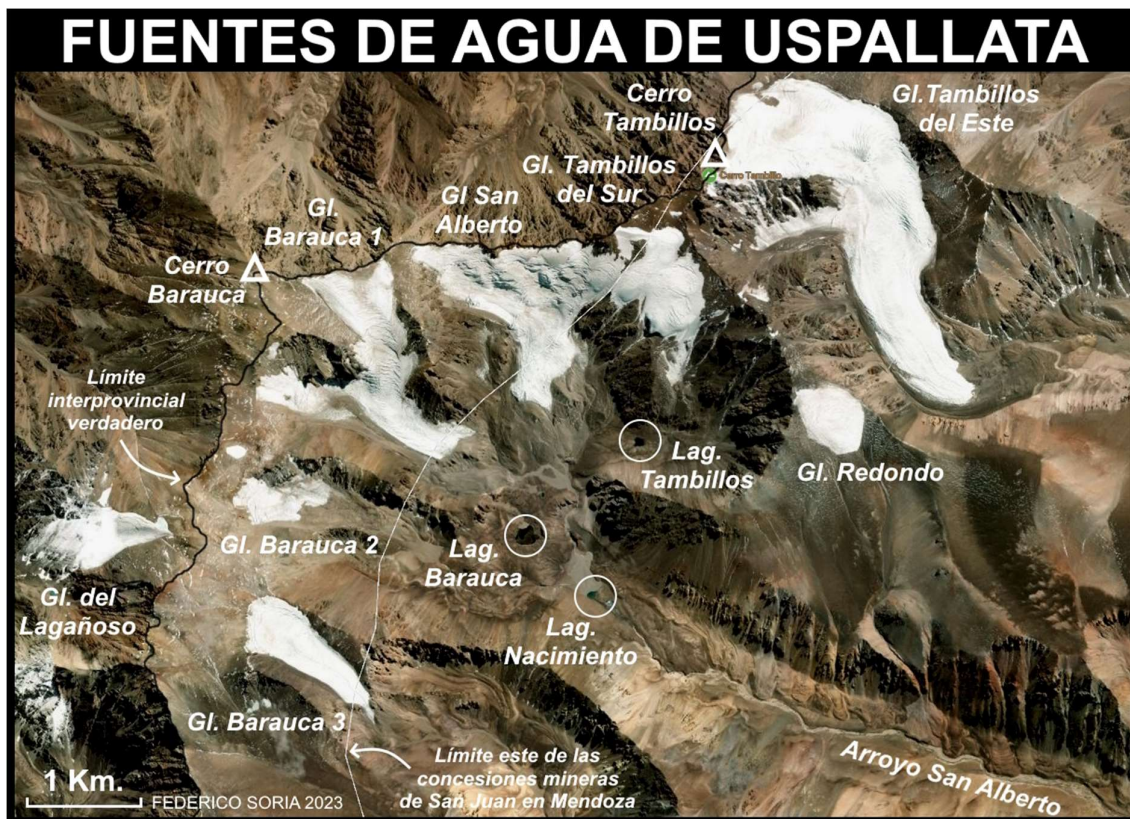 FUENTES DE AGUA DE USPALLATA
Cerro
Tambillos
Gl.Tambillos
del Este
Gl. Tambillos
del Sur
Cerro Tambillo
Gl San
Alberto
Gl.
Barauca 1
Cerro
Barauca
Límite
interprovincial
verdadero
Lag.
Tambillos
Gl. Redondo
Gl. Barauca 2
Lag.
Barauca
Gl. del
Lagañoso
Lag.
Nacimiento
Gl. Barauca 3
Límite este de las
concesiones mineras
de San Juan en Mendoza
Arroyo San Alberto
1 Km.
FEDERICO SORIA 2023